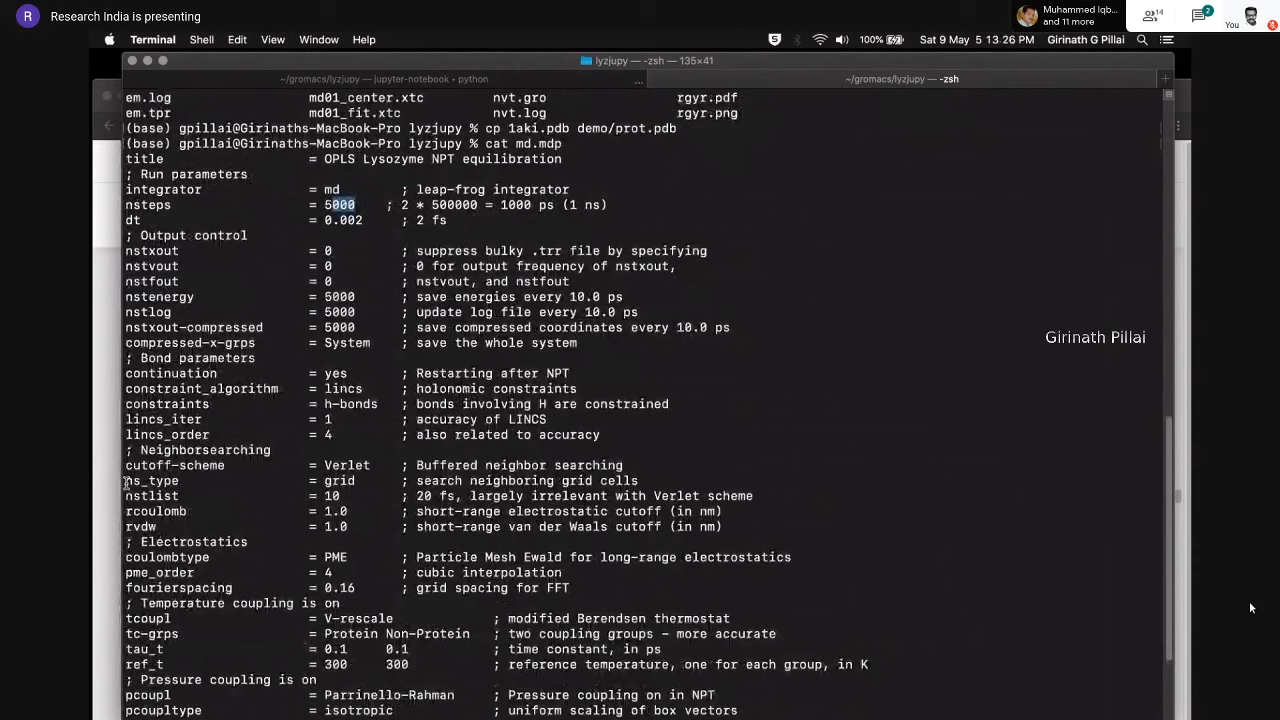 R Research India is presenting
Muhammed Iqb...
and 11 more
14
2
You
Terminal Shell Edit View Window Help
100% Sat 9 May 5:13:26 PM Girinath G Pillai
lyzjupy — -zsh — 135×41
~/gromacs/lyzjupy — jupyter-notebook ◂ python ... ~/gromacs/lyzjupy — -zsh +
em.log md01_center.xtc nvt.gro rgyr.pdf
em.tpr md01_fit.xtc nvt.log rgyr.png
(base) gpillai@Girinaths-MacBook-Pro lyzjupy % cp 1aki.pdb demo/prot.pdb
(base) gpillai@Girinaths-MacBook-Pro lyzjupy % cat md.mdp
title = OPLS Lysozyme NPT equilibration
; Run parameters
integrator = md ; leap-frog integrator
nsteps = 5000 ; 2 * 500000 = 1000 ps (1 ns)
dt = 0.002 ; 2 fs
; Output control
nstxout = 0 ; suppress bulky .trr file by specifying
nstvout = 0 ; 0 for output frequency of nstxout,
nstfout = 0 ; nstvout, and nstfout
nstenergy = 5000 ; save energies every 10.0 ps
nstlog = 5000 ; update log file every 10.0 ps
nstxout-compressed = 5000 ; save compressed coordinates every 10.0 ps
compressed-x-grps = System ; save the whole system
Girinath Pillai
; Bond parameters
continuation = yes ; Restarting after NPT
constraint_algorithm = lincs ; holonomic constraints
constraints = h-bonds ; bonds involving H are constrained
lincs_iter = 1 ; accuracy of LINCS
lincs_order = 4 ; also related to accuracy
; Neighborsearching
cutoff-scheme = Verlet ; Buffered neighbor searching
ns_type = grid ; search neighboring grid cells
nstlist = 10 ; 20 fs, largely irrelevant with Verlet scheme
rcoulomb = 1.0 ; short-range electrostatic cutoff (in nm)
rvdw = 1.0 ; short-range van der Waals cutoff (in nm)
; Electrostatics
coulombtype = PME ; Particle Mesh Ewald for long-range electrostatics
pme_order = 4 ; cubic interpolation
fourierspacing = 0.16 ; grid spacing for FFT
; Temperature coupling is on
tcoupl = V-rescale ; modified Berendsen thermostat
tc-grps = Protein Non-Protein ; two coupling groups - more accurate
tau_t = 0.1 0.1 ; time constant, in ps
ref_t = 300 300 ; reference temperature, one for each group, in K
; Pressure coupling is on
pcoupl = Parrinello-Rahman ; Pressure coupling on in NPT
pcoupltype = isotropic ; uniform scaling of box vectors